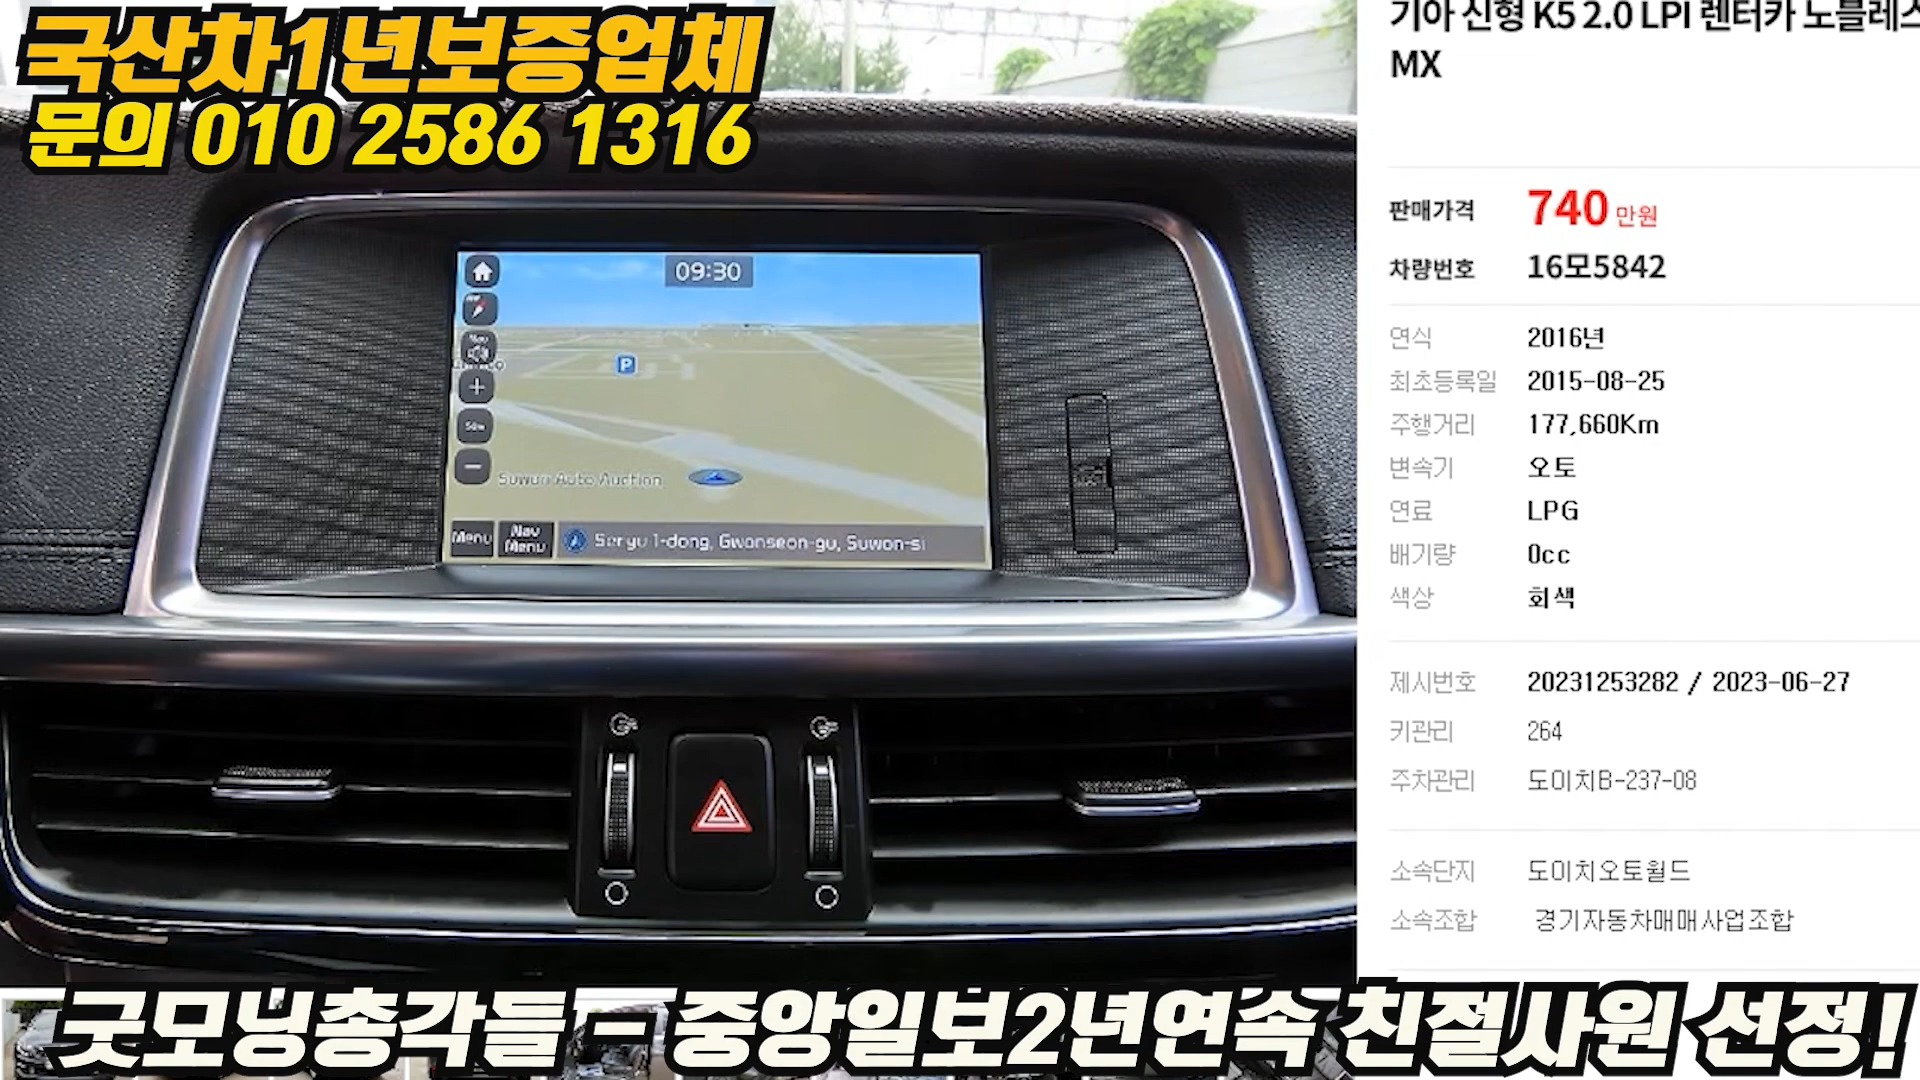 국산차1년보증업체
문의 010 2586 1316
09:30
P
Suwon Auto Auction
Menu
Nav Menu
Seryu 1-dong, Gwonseon-gu, Suwon-si
기아 신형 K5 2.0 LPI 렌터카 노블레스
MX
판매가격 740 만원
차량번호 16모5842
연식 2016년
최초등록일 2015-08-25
주행거리 177,660Km
변속기 오토
연료 LPG
배기량 0cc
색상 회색
제시번호 20231253282 / 2023-06-27
키관리 264
주차관리 도이치B-237-08
소속단지 도이치오토월드
소속조합 경기자동차매매사업조합
굿모닝총각들 - 중앙일보2년연속 친절사원 선정!